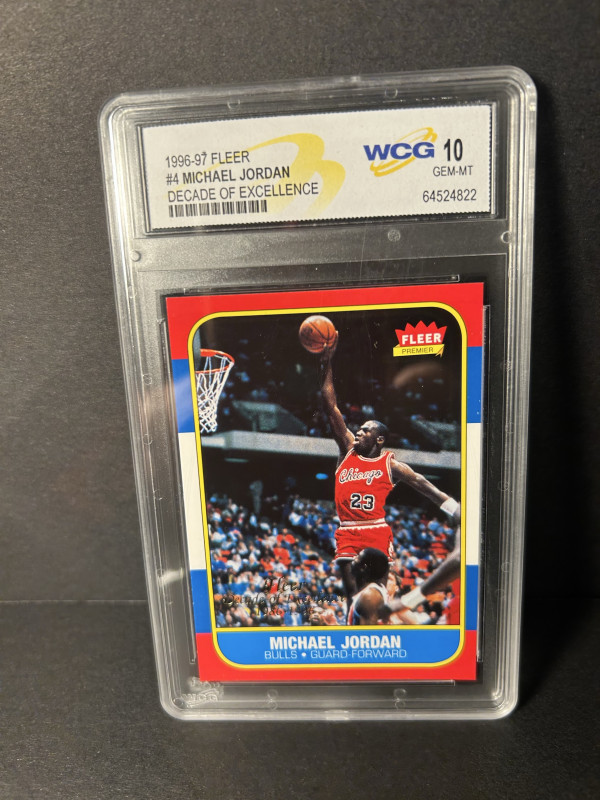 1996-97 FLEER
#4 MICHAEL JORDAN
DECADE OF EXCELLENCE
WCG 10
GEM-MT
64524822
FLEER
PREMIER
Chicago
23
Fleer
MICHAEL JORDAN
BULLS • GUARD-FORWARD